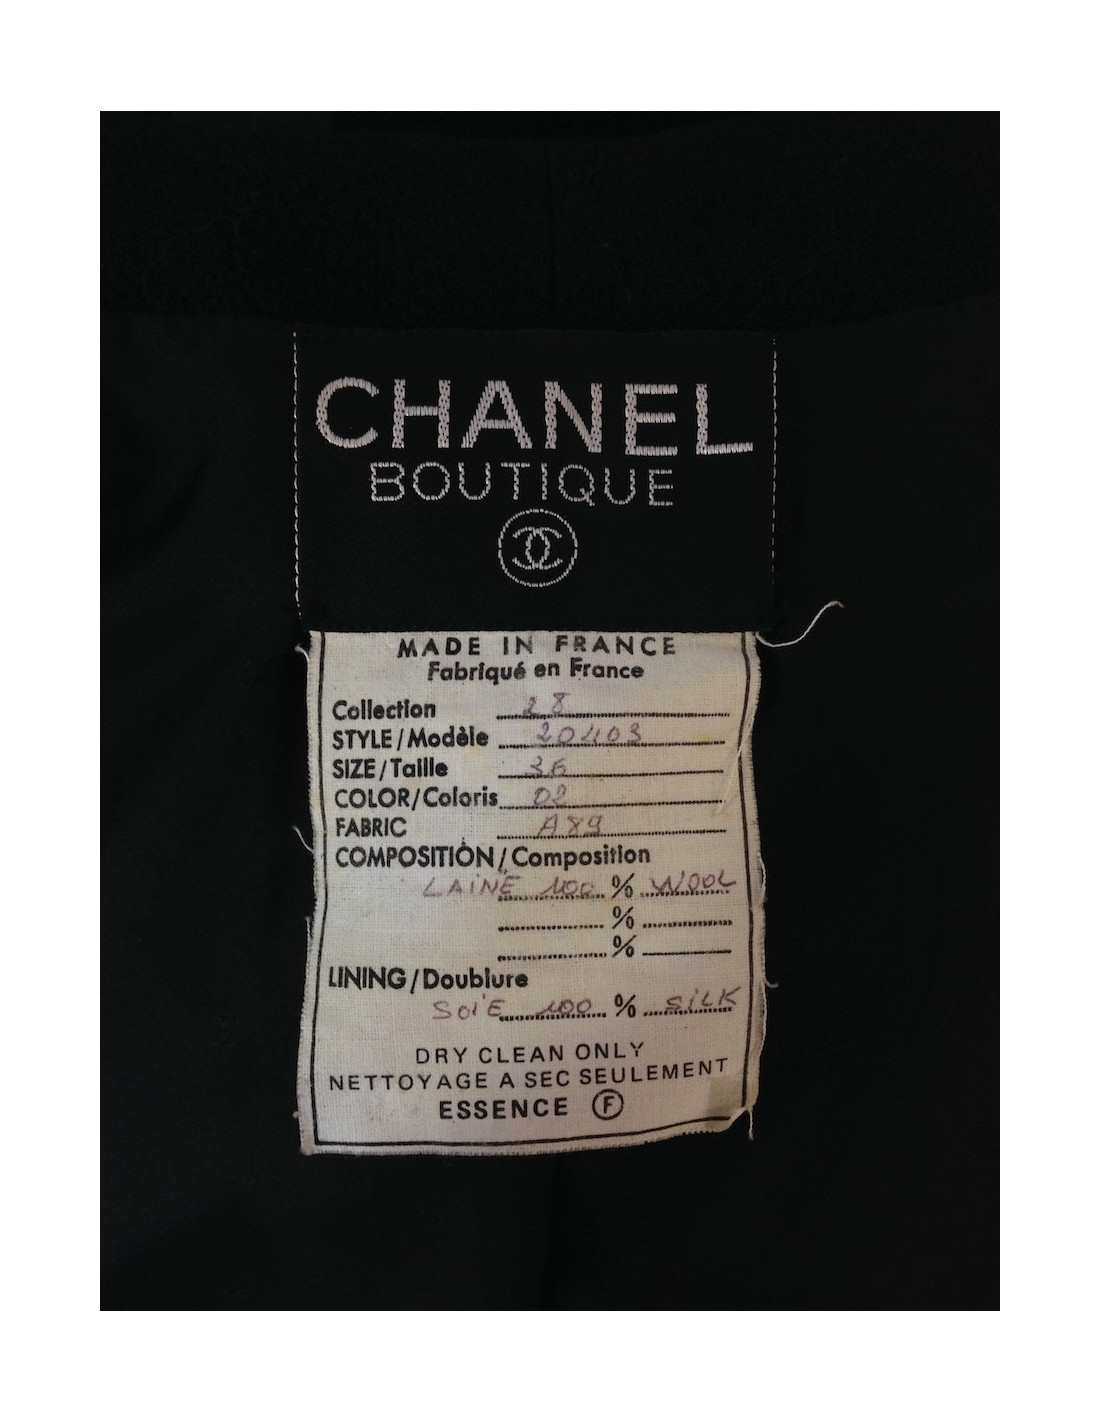 CHANEL
BOUTIQUE
MADE IN FRANCE
Fabriqué en France
Collection 28
STYLE/Modèle 20403
SIZE/Taille 36
COLOR/Coloris 02
FABRIC A89
COMPOSITION/Composition
LAINE 100 % WOOL
%
%
LINING/Doublure
SOIE 100 % SILK
DRY CLEAN ONLY
NETTOYAGE A SEC SEULEMENT
ESSENCE F